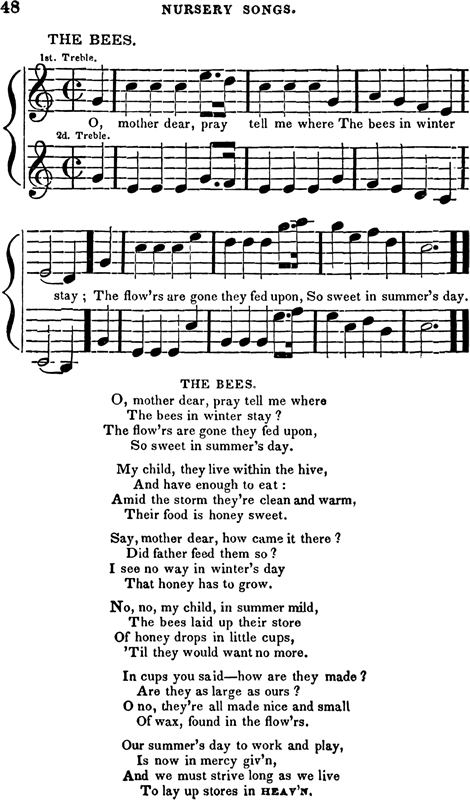 48
NURSERY SONGS.
THE BEES.
1st. Treble.
O, mother dear, pray tell me where The bees in winter
2d. Treble.
stay ; The flow'rs are gone they fed upon, So sweet in summer's day.
THE BEES.
O, mother dear, pray tell me where
The bees in winter stay ?
The flow'rs are gone they fed upon,
So sweet in summer's day.
My child, they live within the hive,
And have enough to eat :
Amid the storm they're clean and warm,
Their food is honey sweet.
Say, mother dear, how came it there ?
Did father feed them so ?
I see no way in winter's day
That honey has to grow.
No, no, my child, in summer mild,
The bees laid up their store
Of honey drops in little cups,
'Til they would want no more.
In cups you said—how are they made ?
Are they as large as ours ?
O no, they're all made nice and small
Of wax, found in the flow'rs.
Our summer's day to work and play,
Is now in mercy giv'n,
And we must strive long as we live
To lay up stores in HEAV'N.